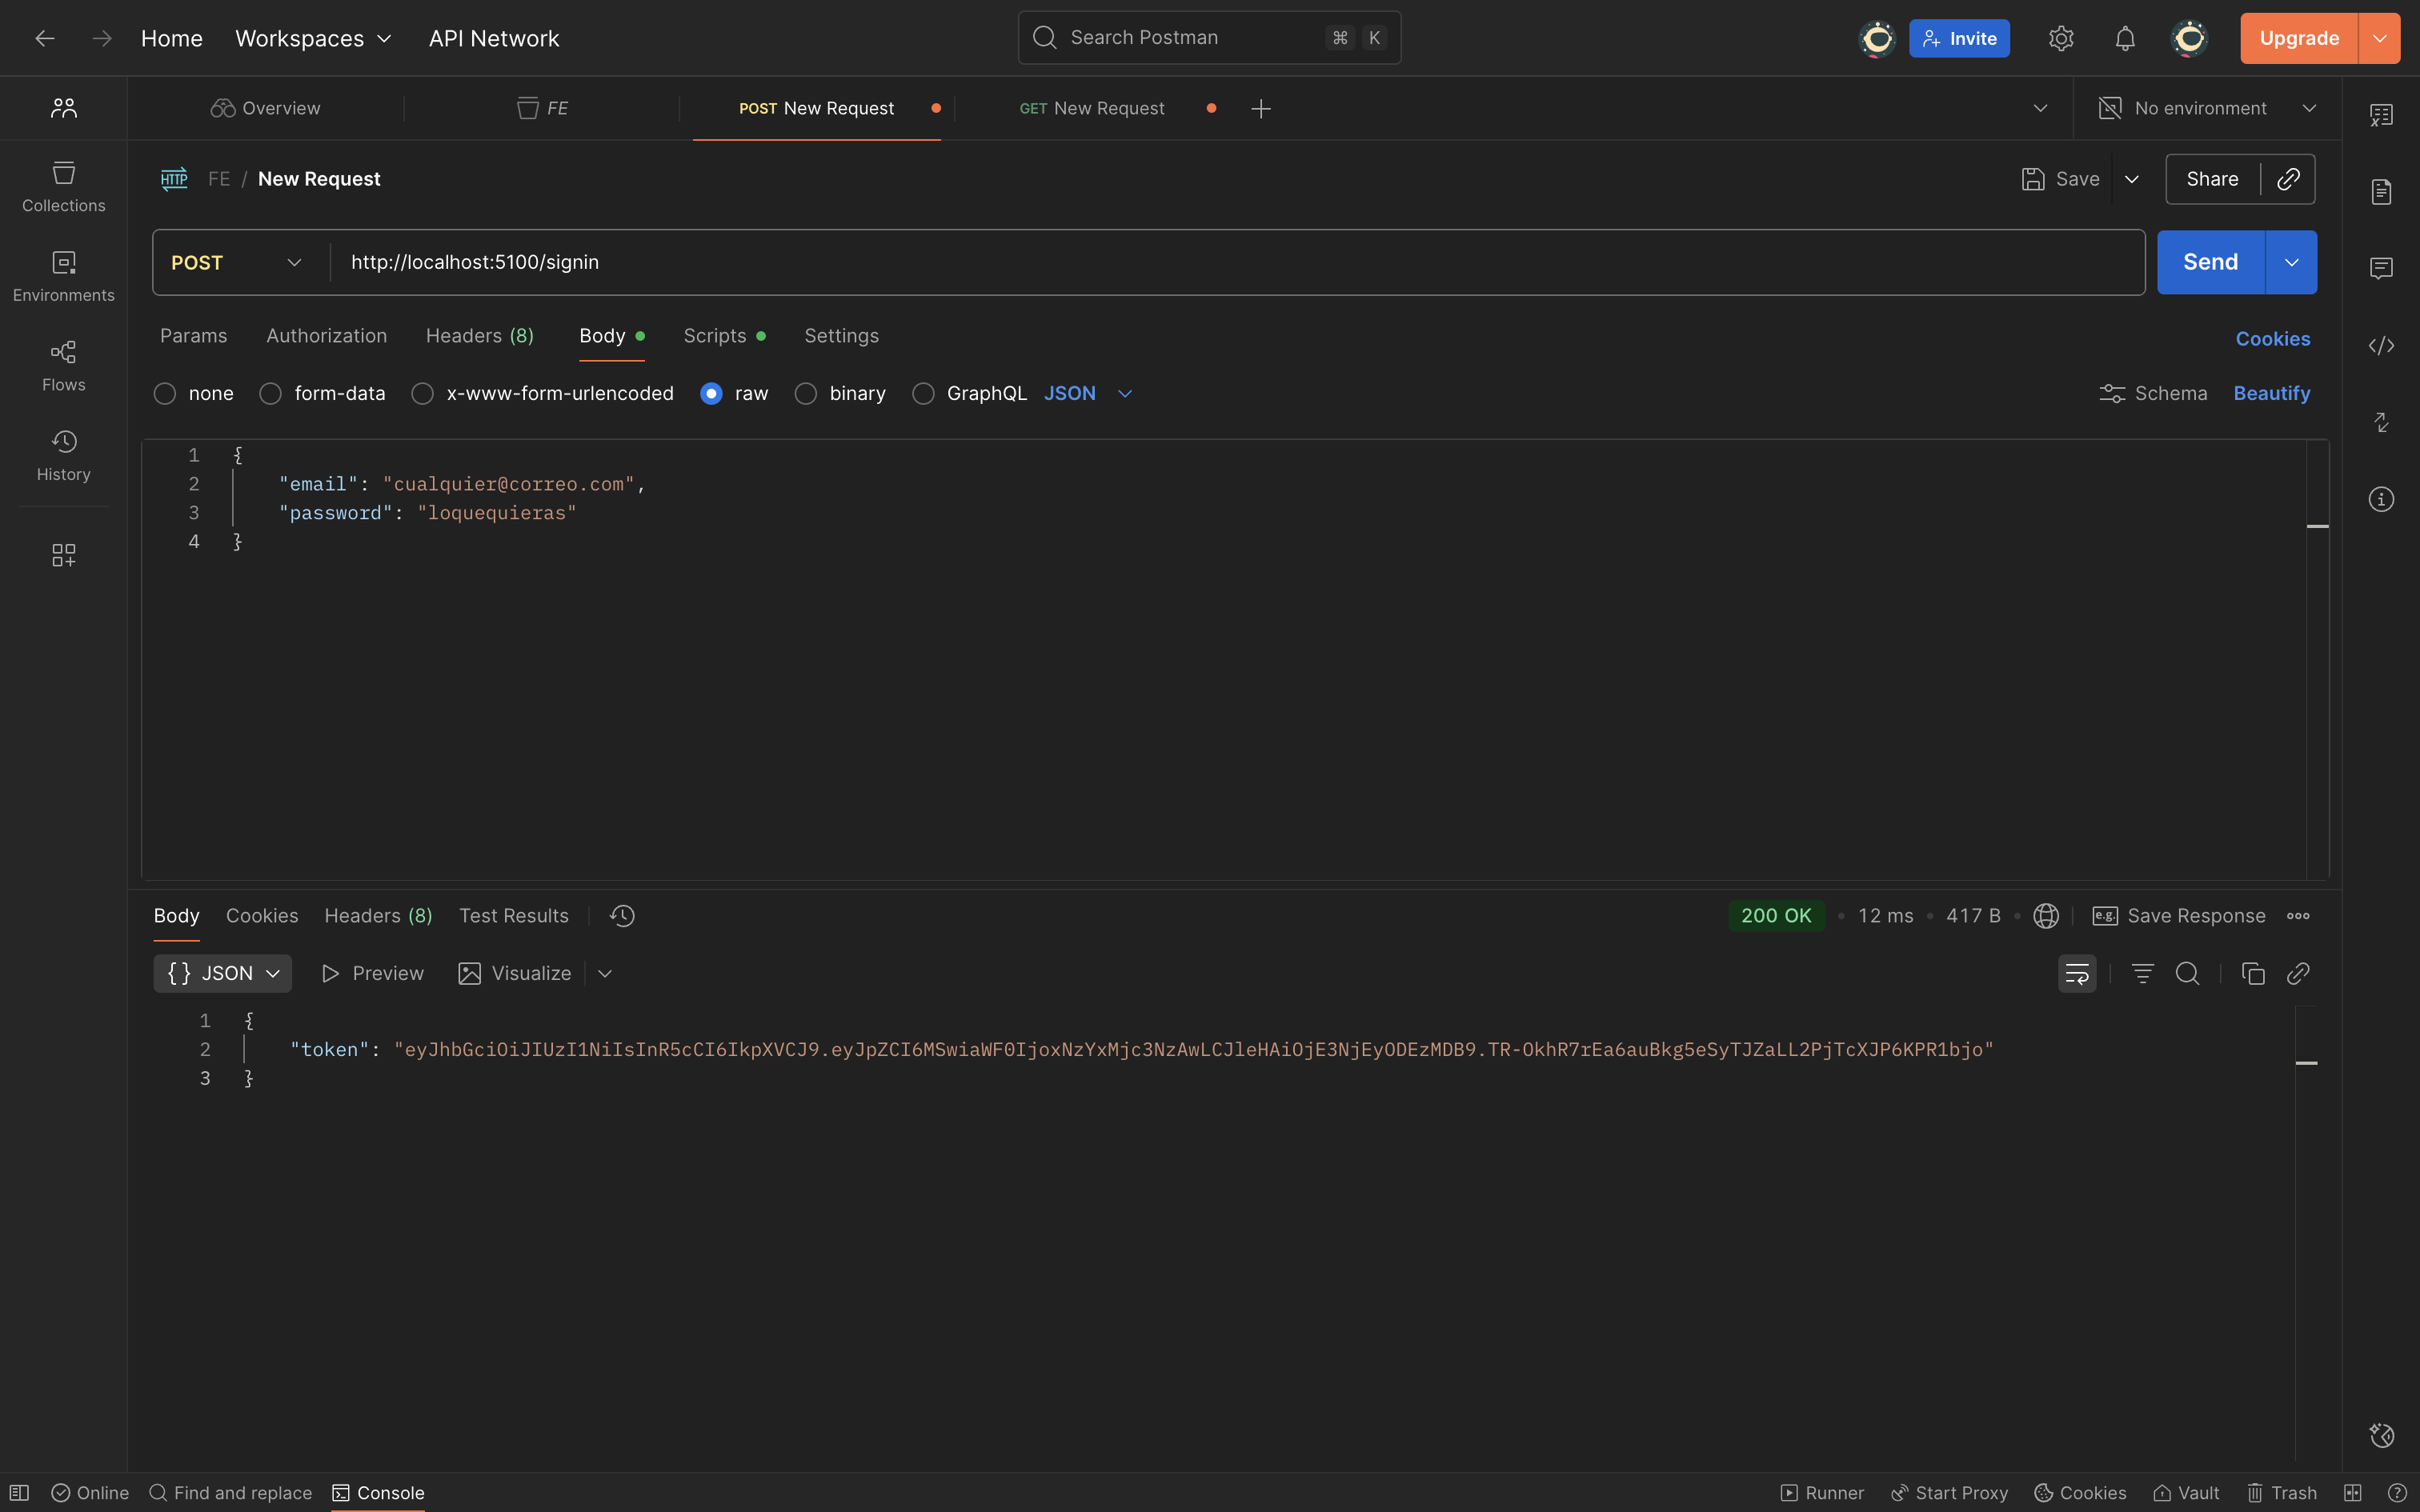 Home Workspaces API Network Search Postman ⌘ K Invite Upgrade
Overview FE POST New Request GET New Request No environment
HTTP FE / New Request Save Share
Collections
Environments
Flows
History
POST http://localhost:5100/signin Send
Params Authorization Headers (8) Body Scripts Settings Cookies
none form-data x-www-form-urlencoded raw binary GraphQL JSON Schema Beautify
1 {
2 "email": "cualquier@correo.com",
3 "password": "loquequieras"
4 }
Body Cookies Headers (8) Test Results 200 OK 12 ms 417 B e.g. Save Response
{} JSON Preview Visualize
1 {
2 "token": "eyJhbGciOiJIUzI1NiIsInR5cCI6IkpXVCJ9.eyJpZCI6MSwiaWF0IjoxNzYxMjc3NzAwLCJleHAiOjE3NjEyODEzMDB9.TR-OkhR7rEa6auBkg5eSyTJZaLL2PjTcXJP6KPR1bjo"
3 }
Online Find and replace Console Runner Start Proxy Cookies Vault Trash